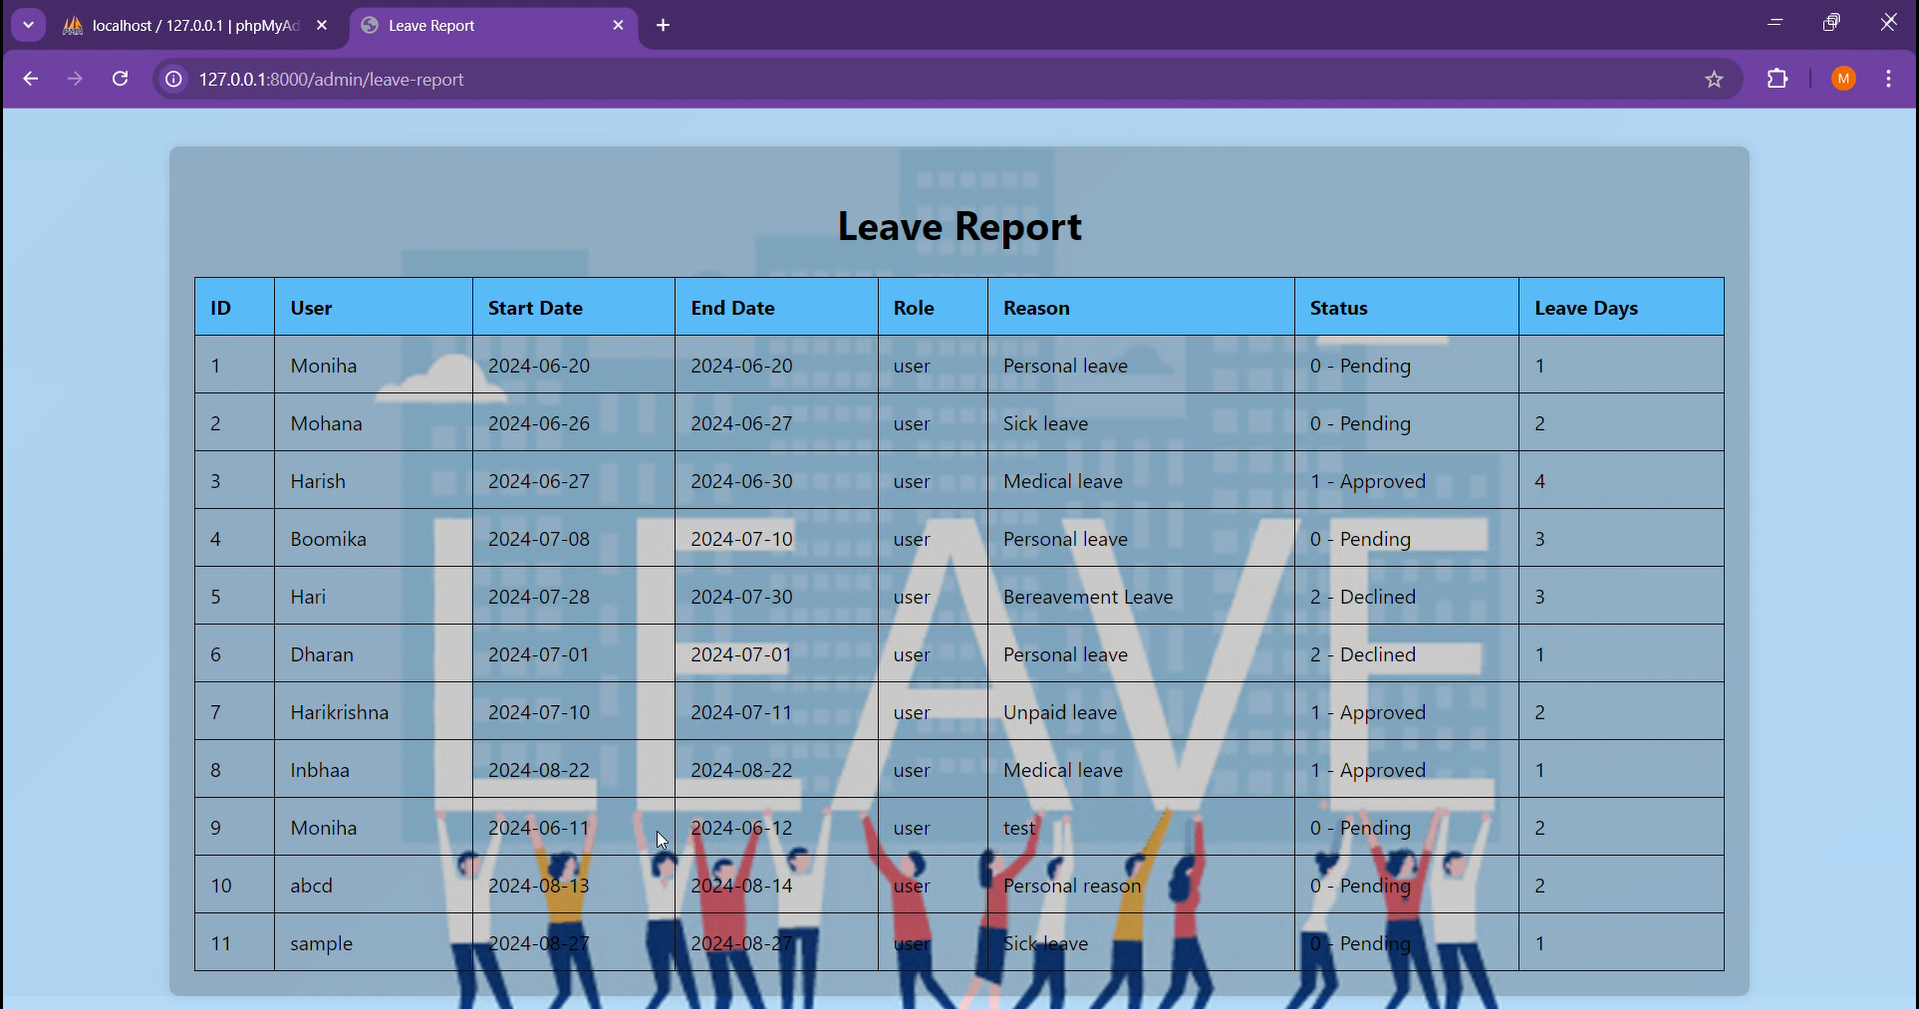 localhost / 127.0.0.1 | phpMyAd
Leave Report
127.0.0.1:8000/admin/leave-report
M
Leave Report
ID User Start Date End Date Role Reason Status Leave Days
1 Moniha 2024-06-20 2024-06-20 user Personal leave 0 - Pending 1
2 Mohana 2024-06-26 2024-06-27 user Sick leave 0 - Pending 2
3 Harish 2024-06-27 2024-06-30 user Medical leave 1 - Approved 4
4 Boomika 2024-07-08 2024-07-10 user Personal leave 0 - Pending 3
5 Hari 2024-07-28 2024-07-30 user Bereavement Leave 2 - Declined 3
6 Dharan 2024-07-01 2024-07-01 user Personal leave 2 - Declined 1
7 Harikrishna 2024-07-10 2024-07-11 user Unpaid leave 1 - Approved 2
8 Inbhaa 2024-08-22 2024-08-22 user Medical leave 1 - Approved 1
9 Moniha 2024-06-11 2024-06-12 user test 0 - Pending 2
10 abcd 2024-08-13 2024-08-14 user Personal reason 0 - Pending 2
11 sample 2024-08-27 2024-08-27 user Sick leave 0 - Pending 1
LEAVE